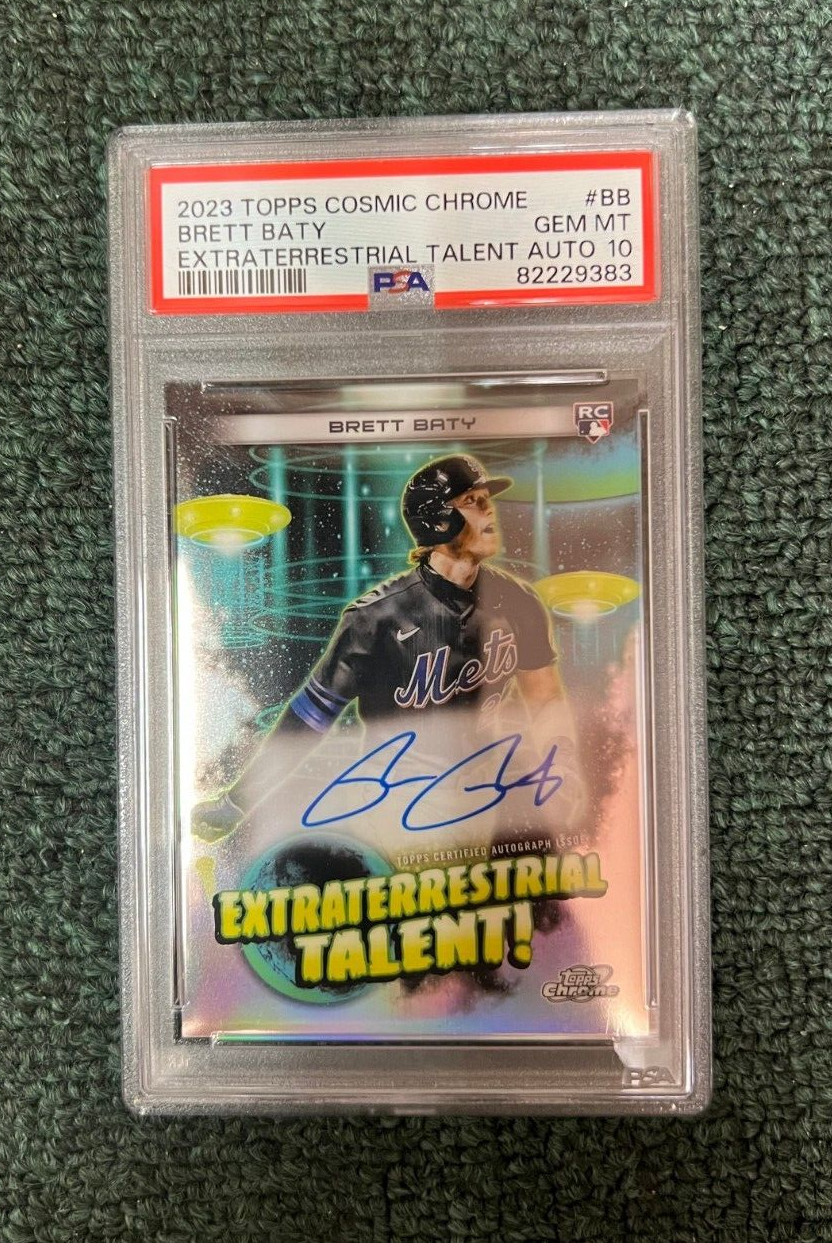 2023 TOPPS COSMIC CHROME #BB
BRETT BATY GEM MT
EXTRATERRESTRIAL TALENT AUTO 10
PSA 82229383
BRETT BATY
RC
Mets
TOPPS CERTIFIED AUTOGRAPH ISSUE
EXTRATERRESTRIAL
TALENT!
Topps
Chrome
PSA